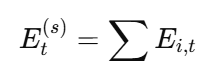 $E_t^{(s)} = \sum E_{i,t}$